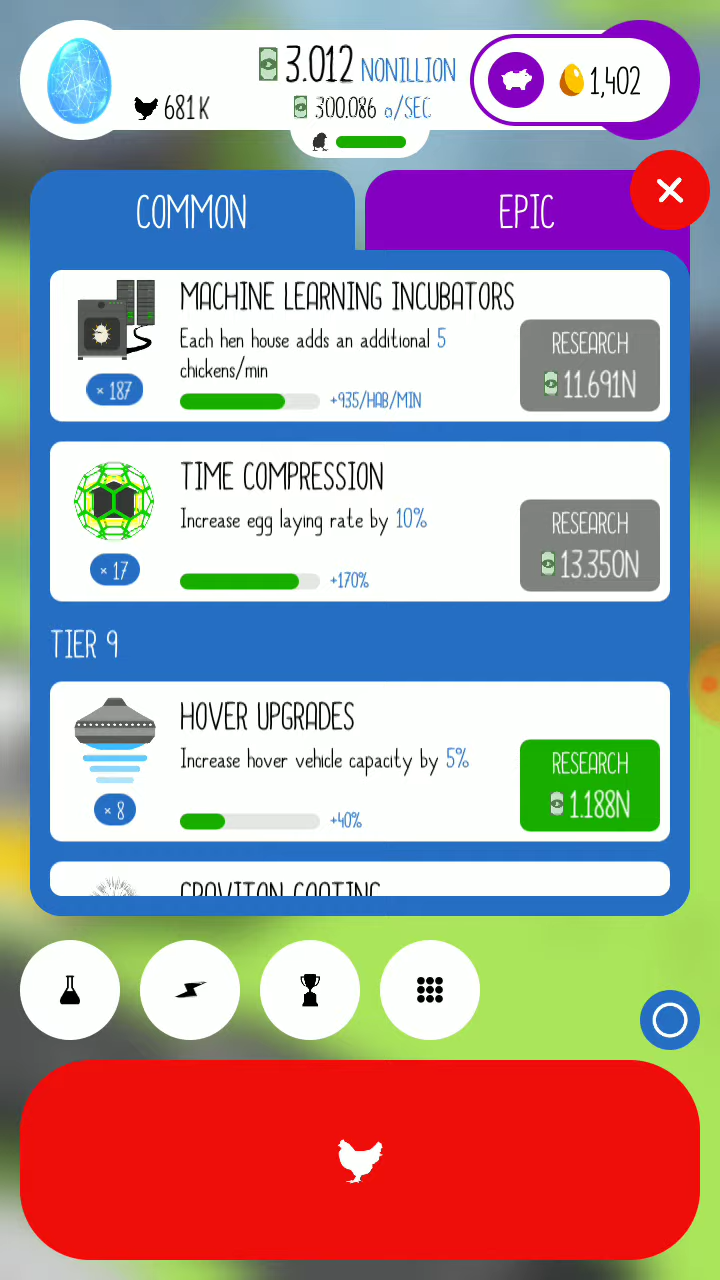 3.012 NONILLION
681K
300.086 o/SEC
1,402
COMMON
EPIC
MACHINE LEARNING INCUBATORS
Each hen house adds an additional 5
chickens/min
× 187
+935/HAB/MIN
RESEARCH
11.691N
TIME COMPRESSION
Increase egg laying rate by 10%
× 17
+170%
RESEARCH
13.350N
TIER 9
HOVER UPGRADES
Increase hover vehicle capacity by 5%
× 8
+40%
RESEARCH
1.188N
GRAVITON COATING